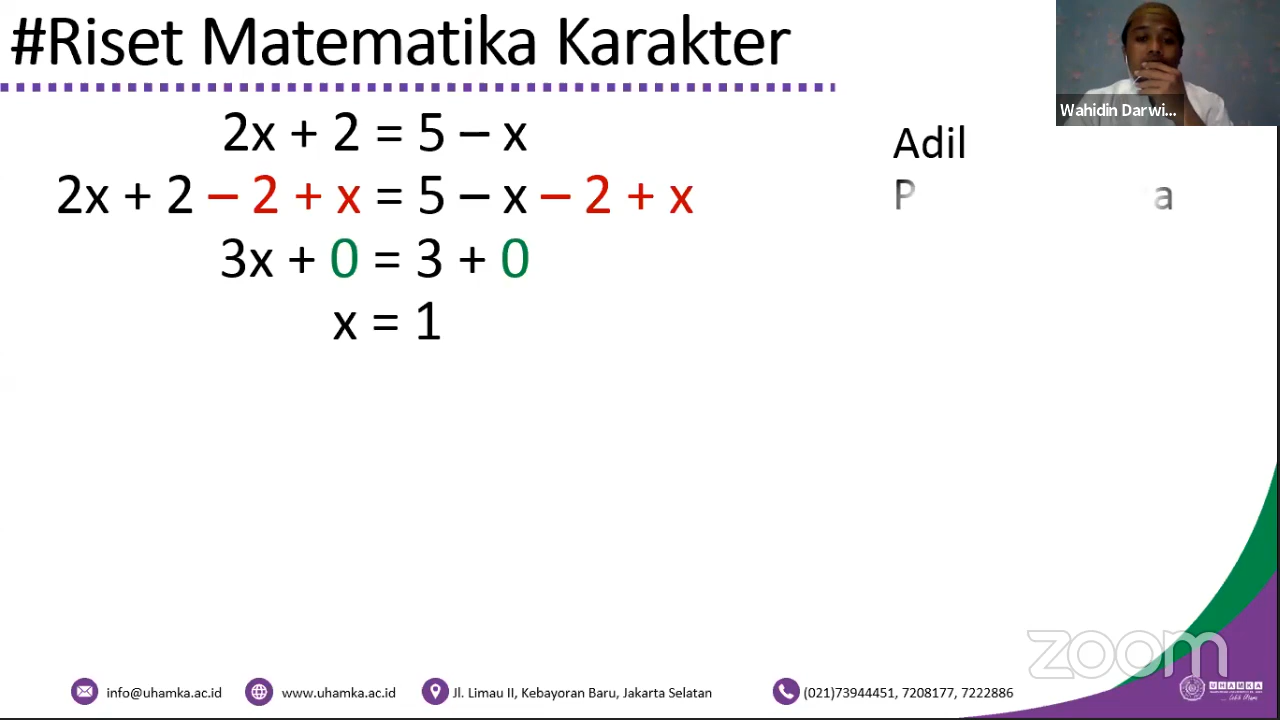 #Riset Matematika Karakter
Wahidin Darwi...
2x + 2 = 5 – x
Adil
2x + 2 – 2 + x = 5 – x – 2 + x
3x + 0 = 3 + 0
x = 1
zoom
info@uhamka.ac.id
www.uhamka.ac.id
Jl. Limau II, Kebayoran Baru, Jakarta Selatan
(021)73944451, 7208177, 7222886
UHAMKA